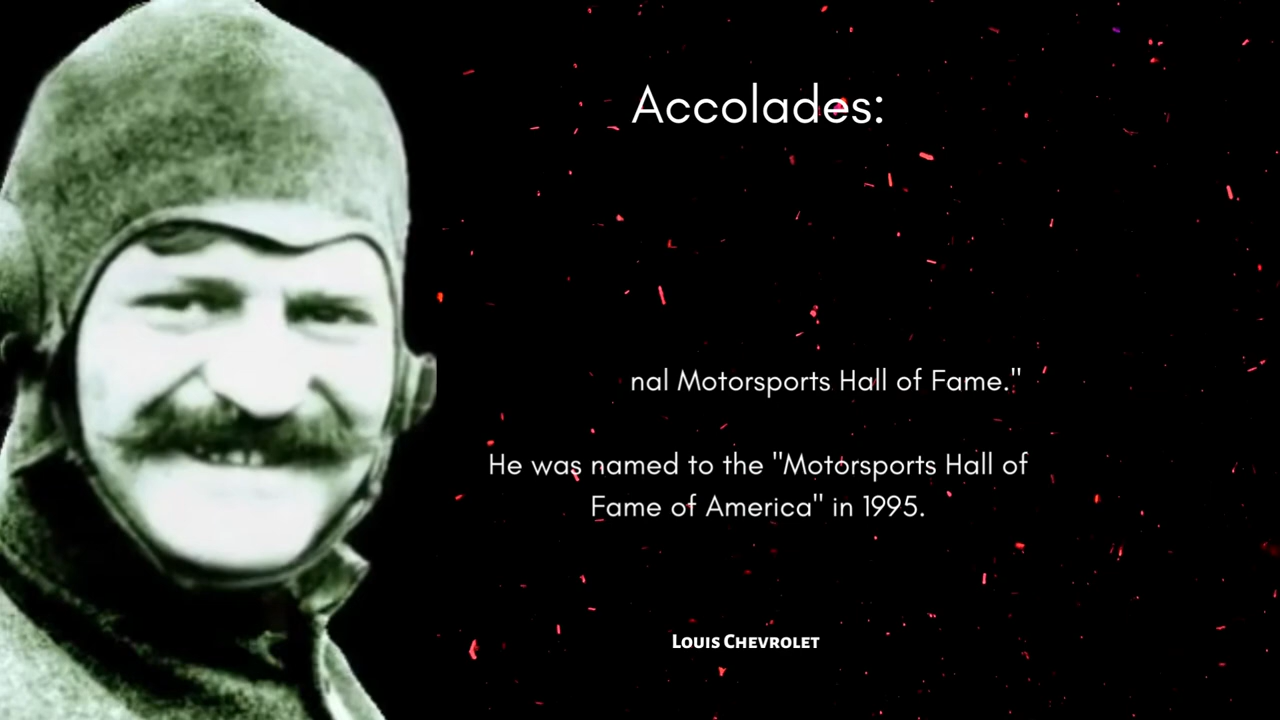 Accolades:
nal Motorsports Hall of Fame."
He was named to the "Motorsports Hall of
Fame of America" in 1995.
Louis Chevrolet